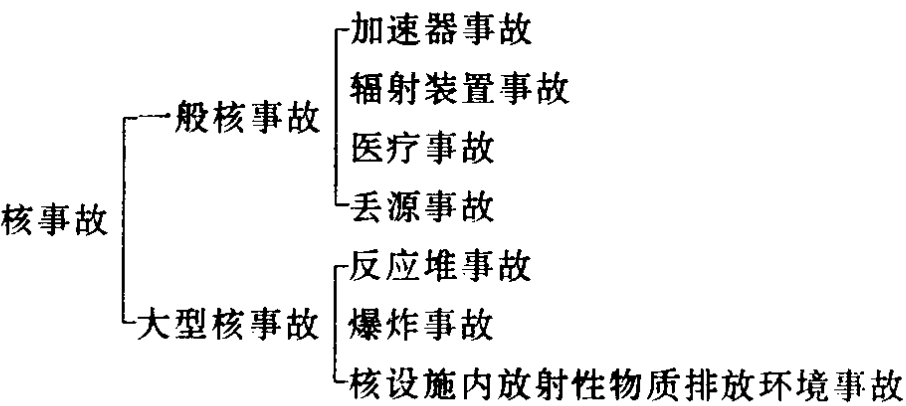 核事故
一般核事故
加速器事故
辐射装置事故
医疗事故
丢源事故
大型核事故
反应堆事故
爆炸事故
核设施内放射性物质排放环境事故